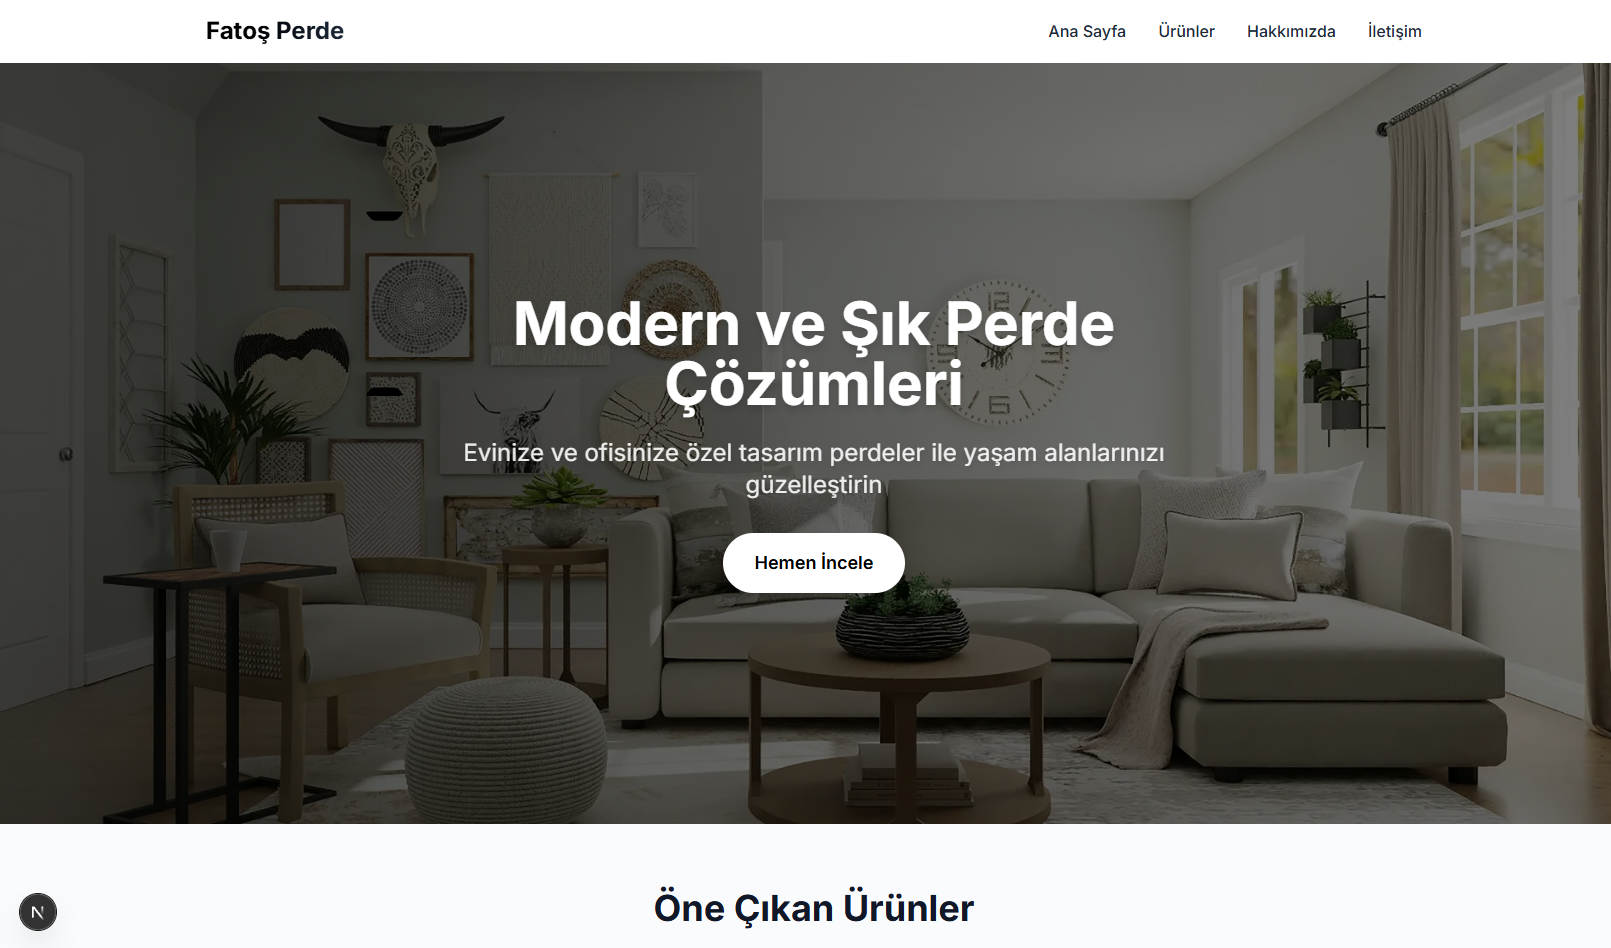 Fatoş Perde
Ana Sayfa
Ürünler
Hakkımızda
İletişim
Modern ve Şık Perde
Çözümleri
Evinize ve ofisinize özel tasarım perdeler ile yaşam alanlarınızı
güzelleştirin
Hemen İncele
Öne Çıkan Ürünler
N